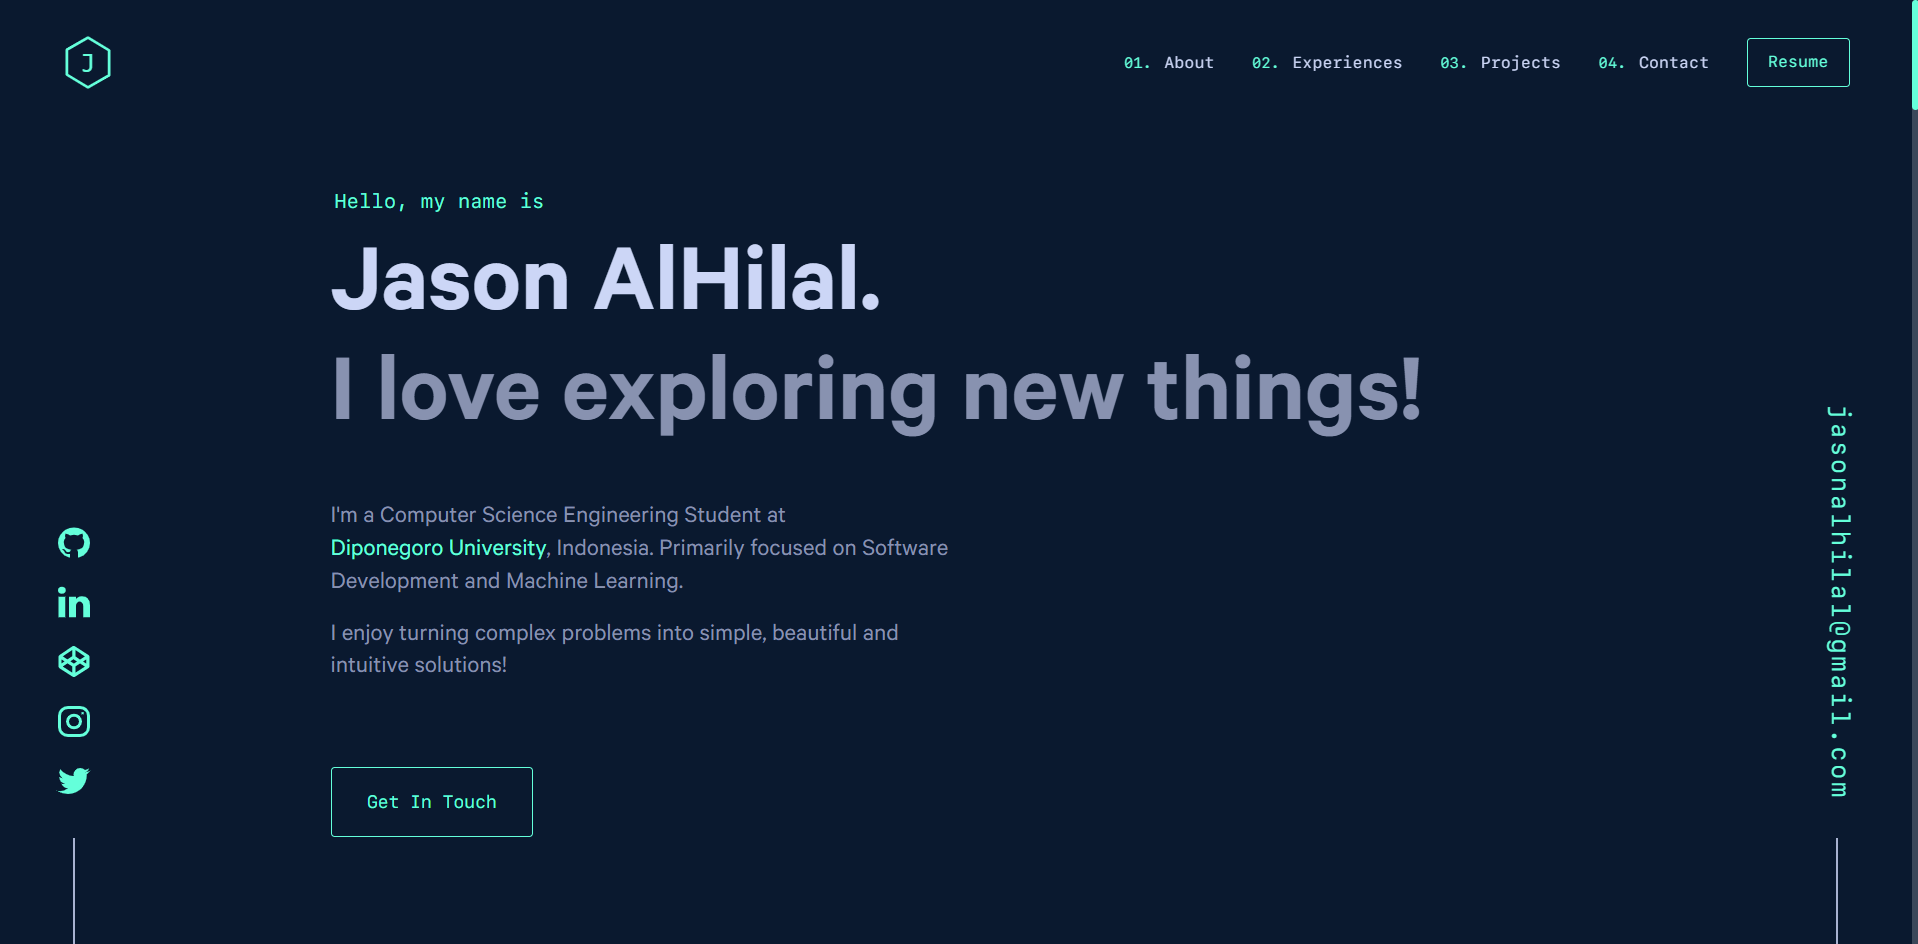 J
01. About 02. Experiences 03. Projects 04. Contact Resume
Hello, my name is
Jason AlHilal.
I love exploring new things!
I'm a Computer Science Engineering Student at
Diponegoro University, Indonesia. Primarily focused on Software
Development and Machine Learning.
I enjoy turning complex problems into simple, beautiful and
intuitive solutions!
Get In Touch
in
jasonalhilal@gmail.com